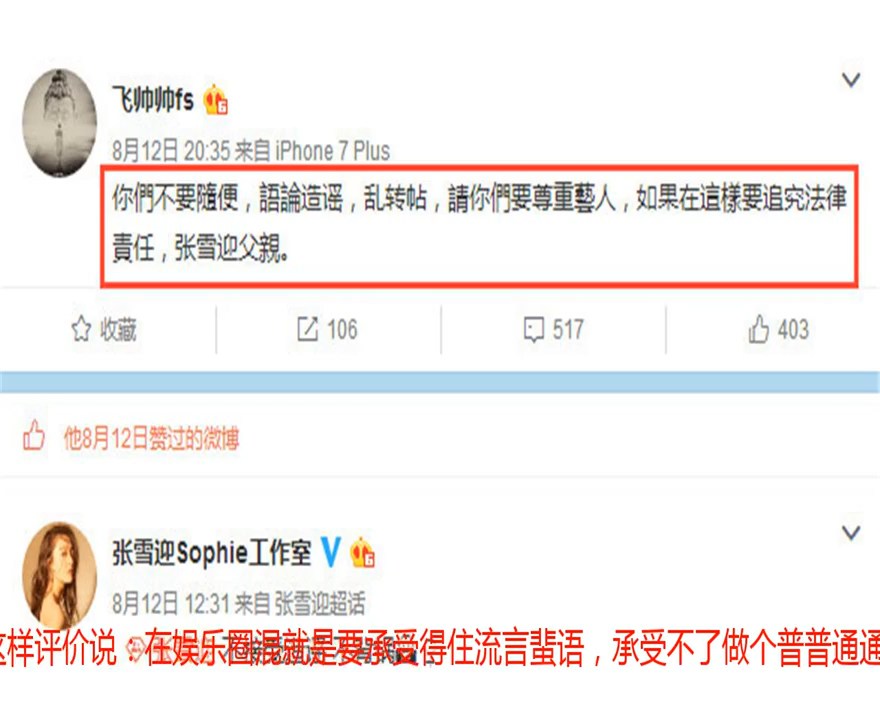 飞帅帅fs
8月12日 20:35 来自 iPhone 7 Plus
你們不要隨便，語論造谣，乱转帖，請你們要尊重藝人，如果在這樣要追究法律
責任，张雪迎父親。
收藏 106 517 403
他8月12日赞过的微博
张雪迎Sophie工作室
8月12日 12:31 来自 张雪迎超话
这样评价说：在娱乐圈混就是要承受得住流言蜚语，承受不了做个普普通通